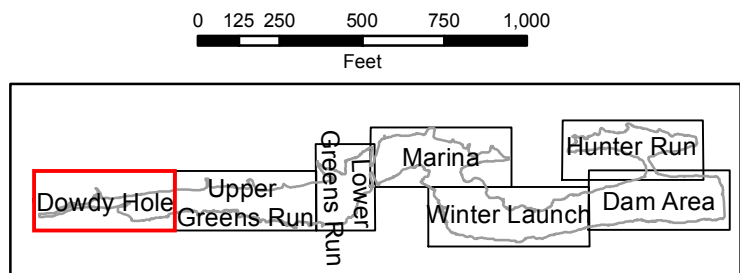 0 125 250 500 750 1,000
Feet
Dowdy Hole
Upper
Greens Run
Lower
Greens Run
Marina
Winter Launch
Hunter Run
Dam Area